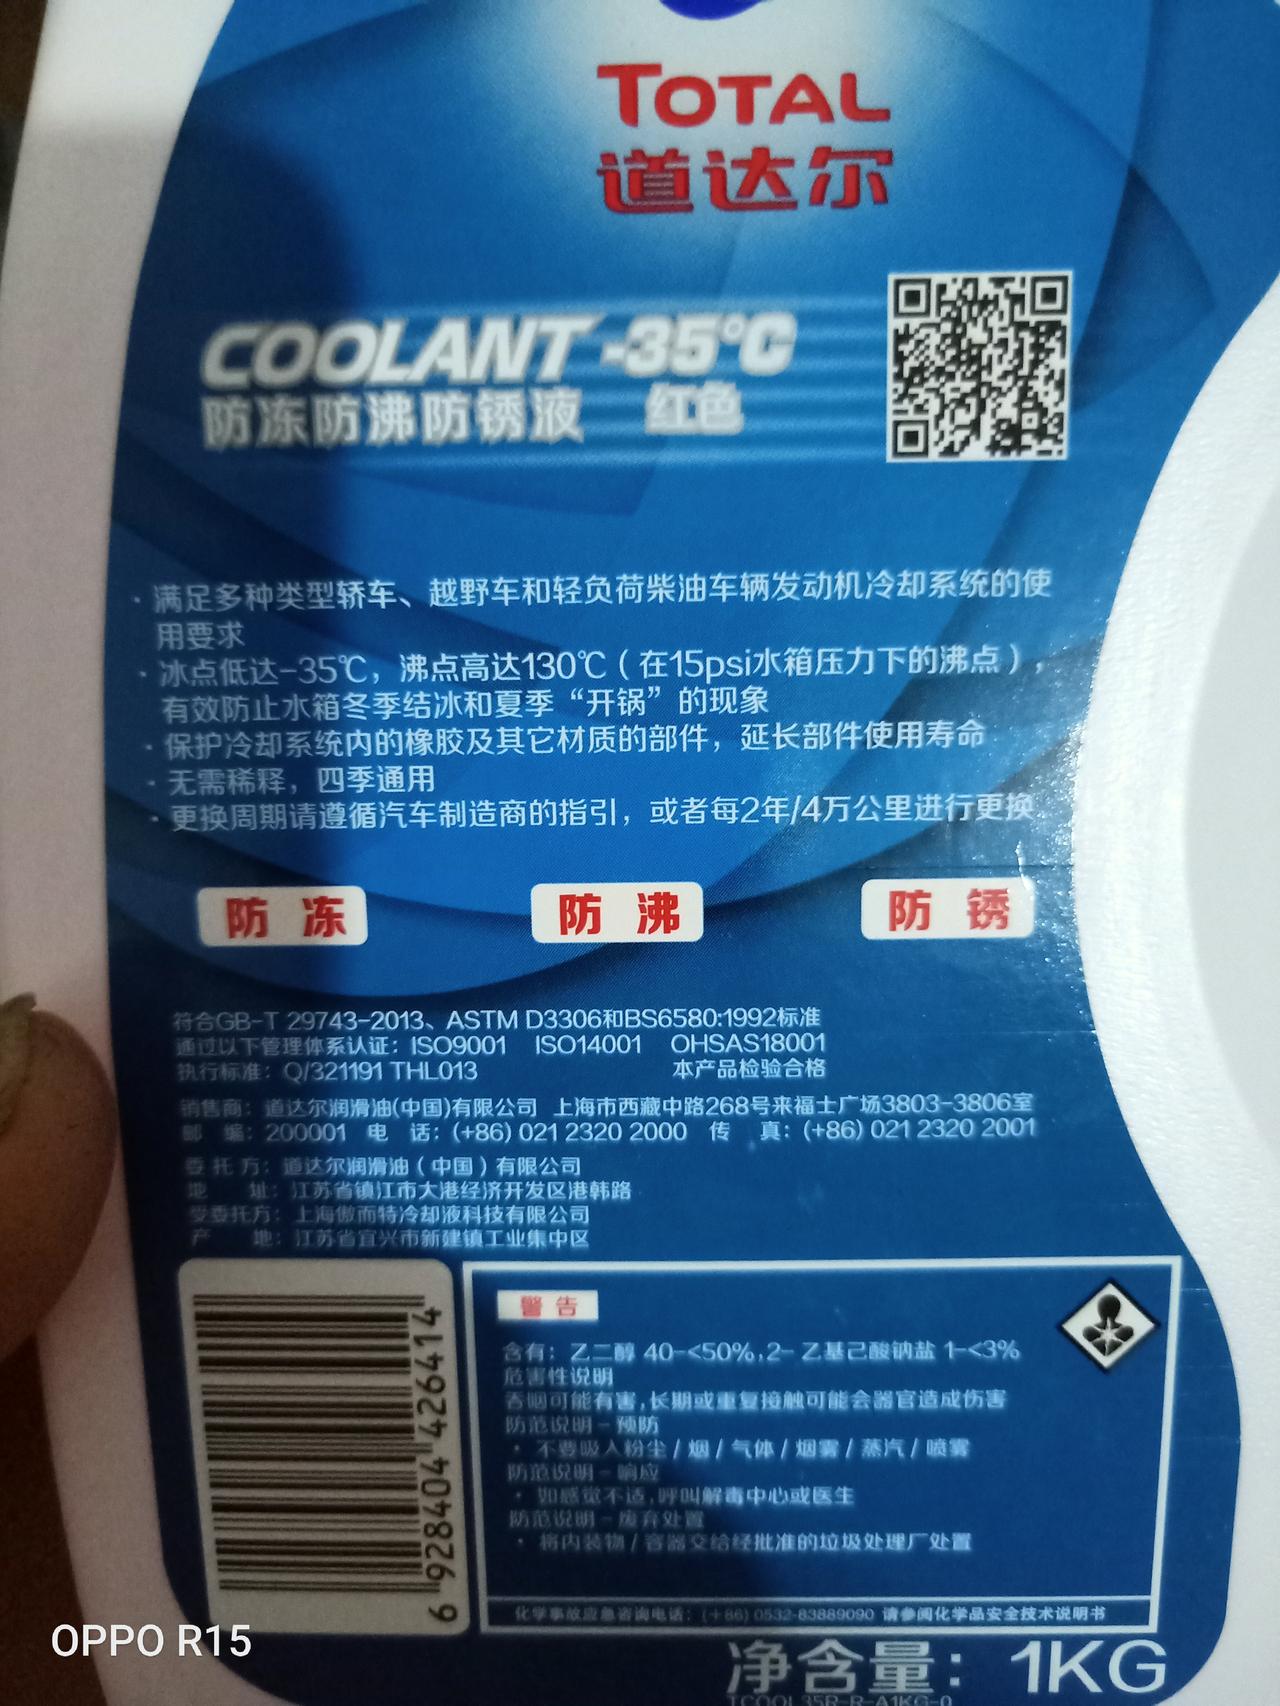 TOTAL
道达尔
COOLANT -35℃
防冻防沸防锈液 红色
· 满足多种类型轿车、越野车和轻负荷柴油车辆发动机冷却系统的使
用要求
· 冰点低达-35℃，沸点高达130℃（在15psi水箱压力下的沸点），
有效防止水箱冬季结冰和夏季“开锅”的现象
· 保护冷却系统内的橡胶及其它材质的部件，延长部件使用寿命
· 无需稀释，四季通用
· 更换周期请遵循汽车制造商的指引，或者每2年/4万公里进行更换
防冻 防沸 防锈
符合GB-T 29743-2013、ASTM D3306和BS6580:1992标准
通过以下管理体系认证：ISO9001 ISO14001 OHSAS18001
执行标准：Q/321191 THL013 本产品检验合格
销售商：道达尔润滑油(中国)有限公司 上海市西藏中路268号来福士广场3803-3806室
邮 编：200001 电 话：(+86) 021 2320 2000 传 真：(+86) 021 2320 2001
委托方：道达尔润滑油（中国）有限公司
地 址：江苏省镇江市大港经济开发区港韩路
受委托方：上海傲而特冷却液科技有限公司
产 地：江苏省宜兴市新建镇工业集中区
6 928404 426414
警告
含有：乙二醇 40-<50%,2- 乙基己酸钠盐 1-<3%
危害性说明
吞咽可能有害,长期或重复接触可能会器官造成伤害
防范说明 - 预防
· 不要吸入粉尘 / 烟 / 气体 / 烟雾 / 蒸汽 / 喷雾
防范说明 - 响应
· 如感觉不适,呼叫解毒中心或医生
防范说明 - 废弃处置
· 将内装物 / 容器交给经批准的垃圾处理厂处置
化学事故应急咨询电话：(+86) 0532-83889090 请参阅化学品安全技术说明书
净含量：1KG
TCOOL35R-R-A1KG-0
OPPO R15